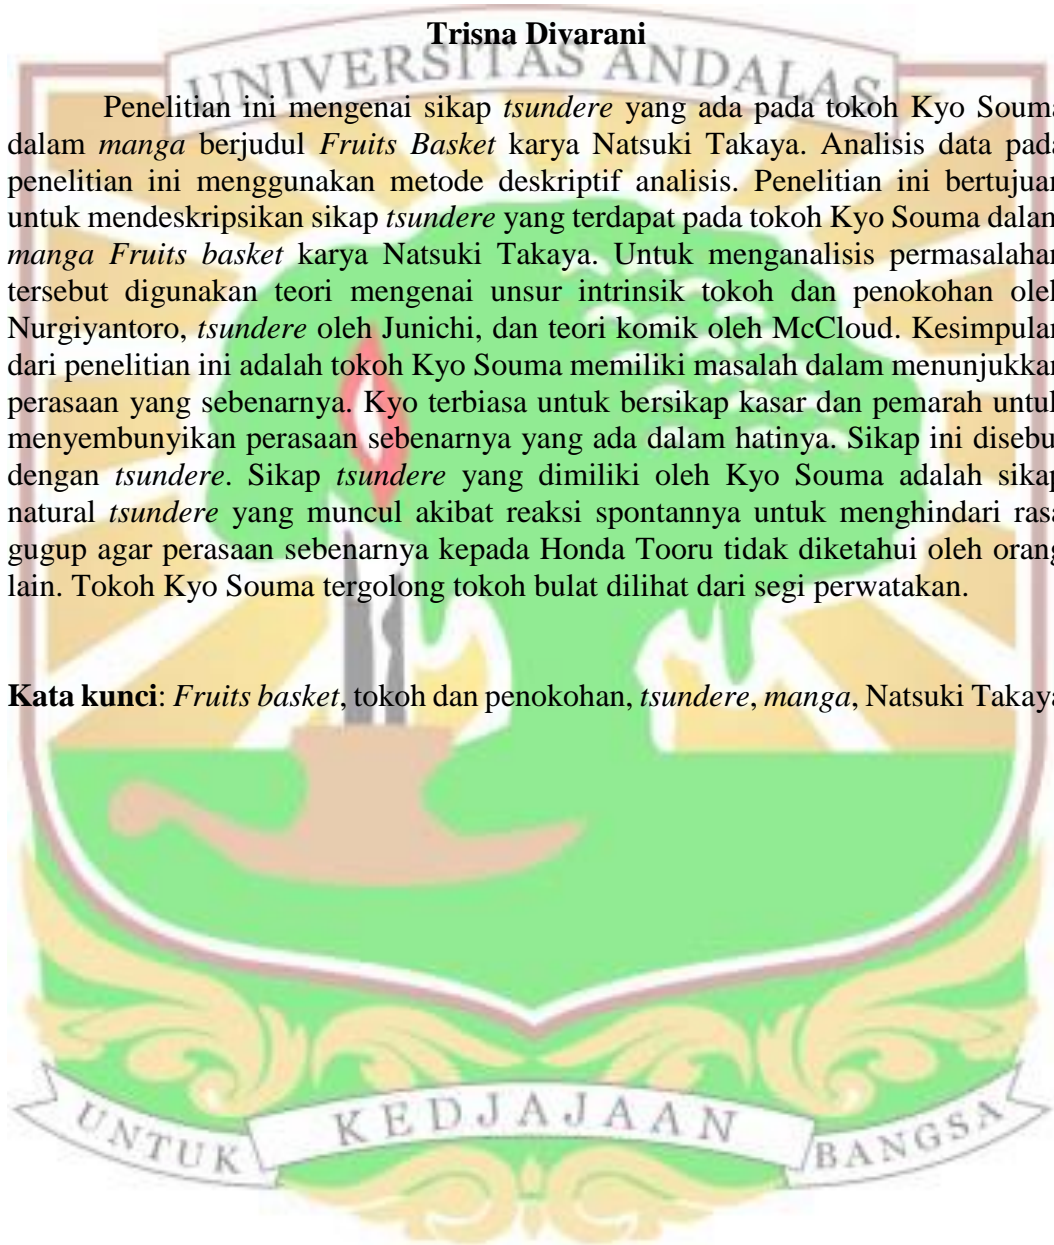 Trisna Divarani
UNIVERSITAS ANDALAS
Penelitian ini mengenai sikap tsundere yang ada pada tokoh Kyo Souma
dalam manga berjudul Fruits Basket karya Natsuki Takaya. Analisis data pada
penelitian ini menggunakan metode deskriptif analisis. Penelitian ini bertujuan
untuk mendeskripsikan sikap tsundere yang terdapat pada tokoh Kyo Souma dalam
manga Fruits basket karya Natsuki Takaya. Untuk menganalisis permasalahan
tersebut digunakan teori mengenai unsur intrinsik tokoh dan penokohan oleh
Nurgiyantoro, tsundere oleh Junichi, dan teori komik oleh McCloud. Kesimpulan
dari penelitian ini adalah tokoh Kyo Souma memiliki masalah dalam menunjukkan
perasaan yang sebenarnya. Kyo terbiasa untuk bersikap kasar dan pemarah untuk
menyembunyikan perasaan sebenarnya yang ada dalam hatinya. Sikap ini disebut
dengan tsundere. Sikap tsundere yang dimiliki oleh Kyo Souma adalah sikap
natural tsundere yang muncul akibat reaksi spontannya untuk menghindari rasa
gugup agar perasaan sebenarnya kepada Honda Tooru tidak diketahui oleh orang
lain. Tokoh Kyo Souma tergolong tokoh bulat dilihat dari segi perwatakan.
Kata kunci: Fruits basket, tokoh dan penokohan, tsundere, manga, Natsuki Takaya
UNTUK KEDJAJAAN BANGSA